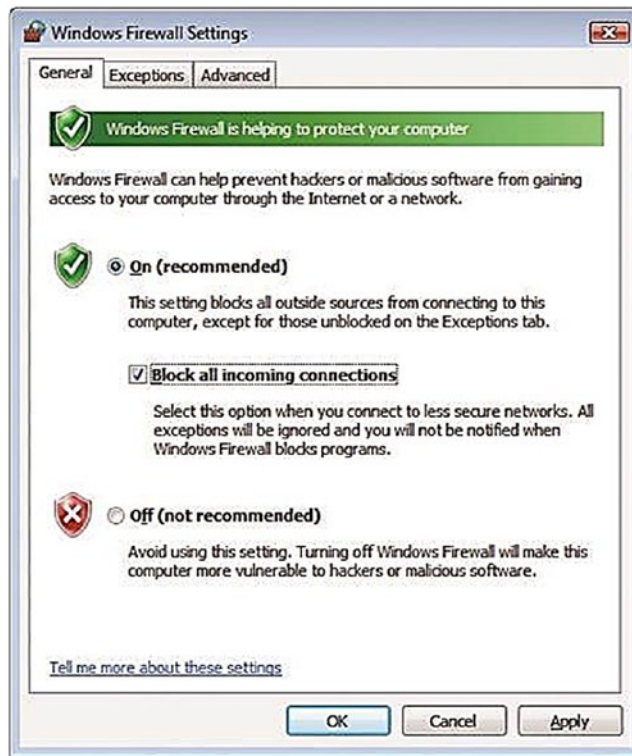 Windows Firewall Settings
General Exceptions Advanced
Windows Firewall is helping to protect your computer
Windows Firewall can help prevent hackers or malicious software from gaining
access to your computer through the Internet or a network.
On (recommended)
This setting blocks all outside sources from connecting to this
computer, except for those unblocked on the Exceptions tab.
Block all incoming connections
Select this option when you connect to less secure networks. All
exceptions will be ignored and you will not be notified when
Windows Firewall blocks programs.
Off (not recommended)
Avoid using this setting. Turning off Windows Firewall will make this
computer more vulnerable to hackers or malicious software.
Tell me more about these settings
OK Cancel Apply